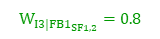 W_{I3|FB1_{SF1,2}} = 0.8